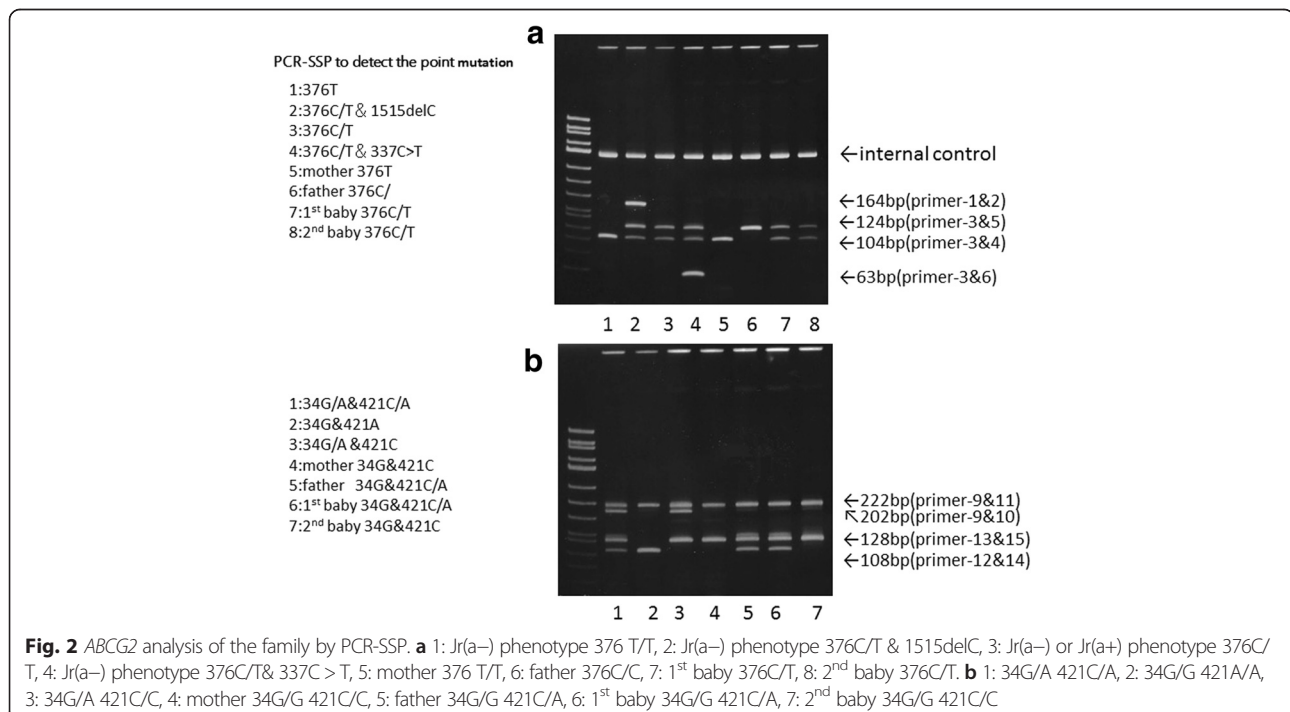 a
PCR-SSP to detect the point mutation
1:376T
2:376C/T & 1515delC
3:376C/T
4:376C/T & 337C>T
5:mother 376T
6:father 376C/
7:1st baby 376C/T
8:2nd baby 376C/T
←internal control
←164bp(primer-1&2)
←124bp(primer-3&5)
←104bp(primer-3&4)
←63bp(primer-3&6)
1 2 3 4 5 6 7 8
b
1:34G/A&421C/A
2:34G&421A
3:34G/A &421C
4:mother 34G&421C
5:father 34G&421C/A
6:1st baby 34G&421C/A
7:2nd baby 34G&421C
←222bp(primer-9&11)
↖202bp(primer-9&10)
←128bp(primer-13&15)
←108bp(primer-12&14)
1 2 3 4 5 6 7
Fig. 2 ABCG2 analysis of the family by PCR-SSP. a 1: Jr(a−) phenotype 376 T/T, 2: Jr(a−) phenotype 376C/T & 1515delC, 3: Jr(a−) or Jr(a+) phenotype 376C/
T, 4: Jr(a−) phenotype 376C/T& 337C > T, 5: mother 376 T/T, 6: father 376C/C, 7: 1st baby 376C/T, 8: 2nd baby 376C/T. b 1: 34G/A 421C/A, 2: 34G/G 421A/A,
3: 34G/A 421C/C, 4: mother 34G/G 421C/C, 5: father 34G/G 421C/A, 6: 1st baby 34G/G 421C/A, 7: 2nd baby 34G/G 421C/C